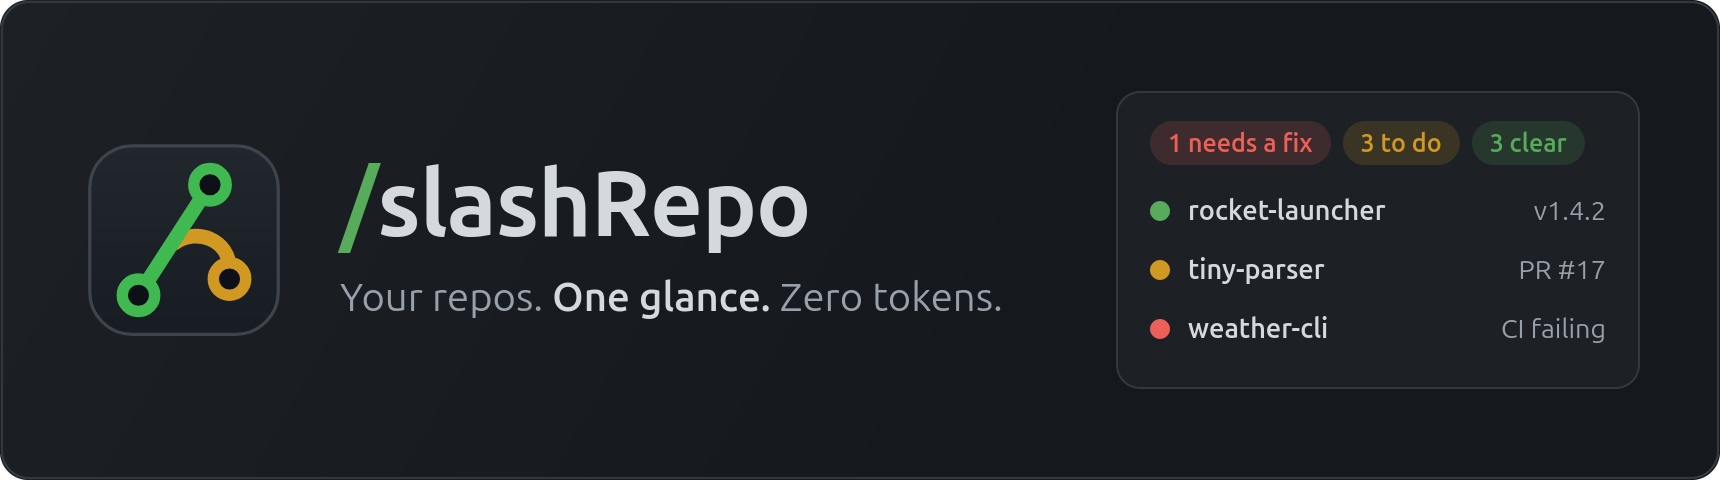 /slashRepo
Your repos. One glance. Zero tokens.
1 needs a fix 3 to do 3 clear
rocket-launcher v1.4.2
tiny-parser PR #17
weather-cli CI failing